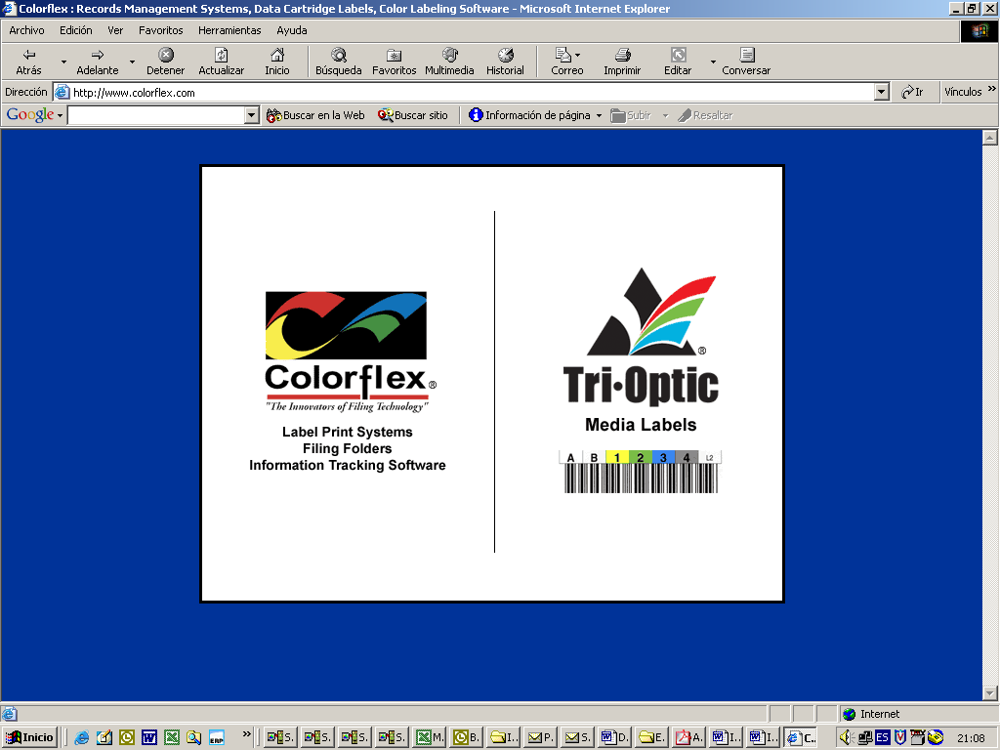 Colorflex : Records Management Systems, Data Cartridge Labels, Color Labeling Software - Microsoft Internet Explorer
Archivo Edición Ver Favoritos Herramientas Ayuda
Atrás Adelante Detener Actualizar Inicio Búsqueda Favoritos Multimedia Historial Correo Imprimir Editar Conversar
Dirección http://www.colorflex.com Ir Vínculos »
Google Buscar en la Web Buscar sitio Información de página Subir Resaltar
Colorflex®
"The Innovators of Filing Technology"
Label Print Systems
Filing Folders
Information Tracking Software
®
Tri•Optic
Media Labels
A B 1 2 3 4 L2
Internet
Inicio ERP » S.. S.. S.. S.. M.. B.. I.. P.. S.. D.. E.. A.. I.. I.. C.. ES 21:08